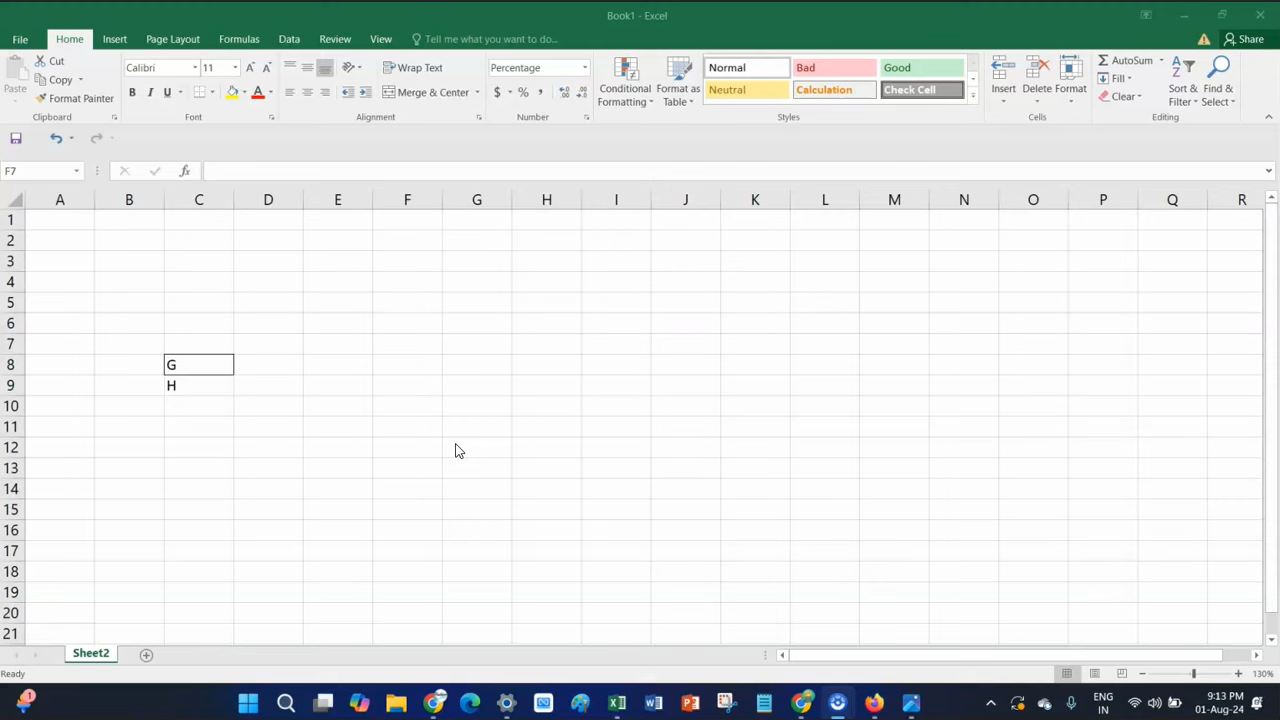 Book1 - Excel
File Home Insert Page Layout Formulas Data Review View Tell me what you want to do... Share
Cut
Copy
Format Painter
Paste
Clipboard
Calibri 11
B I U A
Font
Wrap Text
Merge & Center
Alignment
Percentage
$ % ,
Number
Conditional Formatting
Format as Table
Normal Bad Good
Neutral Calculation Check Cell
Styles
Insert Delete Format
Cells
AutoSum
Fill
Clear
Sort & Filter
Find & Select
Editing
F7 fx
A B C D E F G H I J K L M N O P Q R
1
2
3
4
5
6
7
8 G
9 H
10
11
12
13
14
15
16
17
18
19
20
21
Sheet2
Ready 130%
1 ENG IN 9:13 PM 01-Aug-24